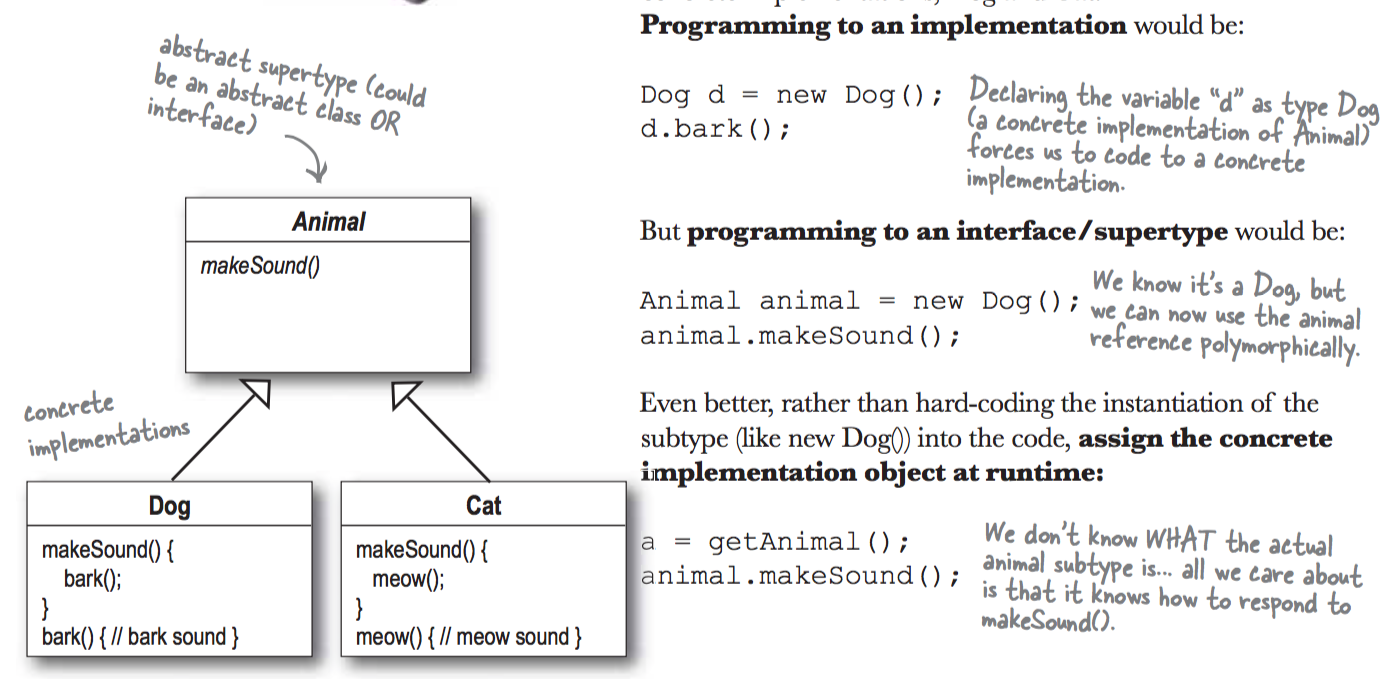 abstract supertype (could
be an abstract class OR
interface)
Animal
makeSound()
concrete
implementations
Dog
makeSound() {
bark();
}
bark() { // bark sound }
Cat
makeSound() {
meow();
}
meow() { // meow sound }
Programming to an implementation would be:
Dog d = new Dog();
d.bark();
Declaring the variable “d” as type Dog
(a concrete implementation of Animal)
forces us to code to a concrete
implementation.
But programming to an interface/supertype would be:
Animal animal = new Dog();
animal.makeSound();
We know it’s a Dog, but
we can now use the animal
reference polymorphically.
Even better, rather than hard-coding the instantiation of the
subtype (like new Dog()) into the code, assign the concrete
implementation object at runtime:
a = getAnimal();
animal.makeSound();
We don’t know WHAT the actual
animal subtype is... all we care about
is that it knows how to respond to
makeSound().